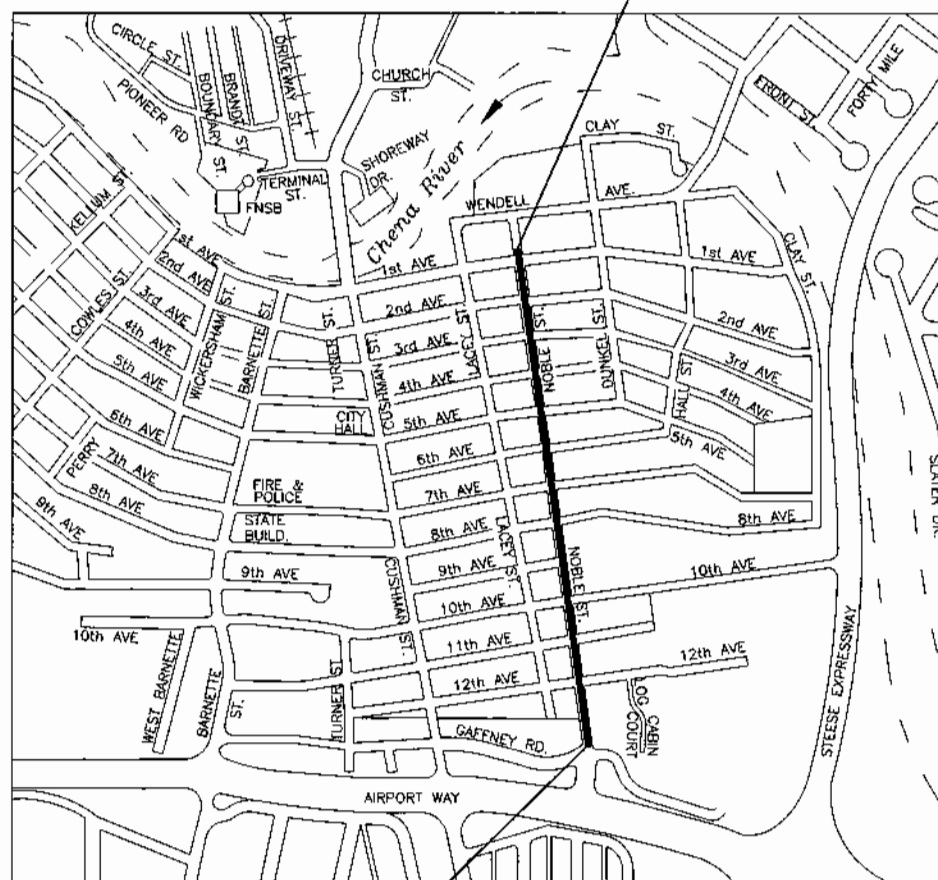 CIRCLE ST.
PIONEER RD
BOUNDARY ST.
BRANDT ST.
DRIVEWAY ST.
CHURCH
ST.
SHOREWAY
DR.
TERMINAL
ST.
FNSB
Chena River
CLAY ST.
FRONT ST.
FORTY MILE
WENDELL AVE.
KELLUM ST.
1st AVE
2nd AVE
3rd AVE
4th AVE
5th AVE
6th AVE
7th AVE
8th AVE
9th AVE
COWLES ST.
WICKERSHAM ST.
BARNETTE ST.
TURNER ST.
CUSHMAN ST.
LACEY ST.
NOBLE ST.
DUNKEL ST.
HALL ST
CLAY ST.
1st AVE
2nd AVE
3rd AVE
4th AVE
5th AVE
6th AVE
7th AVE
8th AVE
9th AVE
10th AVE
11th AVE
12th AVE
1st AVE
2nd AVE
3rd AVE
4th AVE
5th AVE
8th AVE
10th AVE
12th AVE
PERRY
CITY
HALL
FIRE &
POLICE
STATE
BUILD.
9th AVE
10th AVE
WEST BARNETTE
BARNETTE ST.
TURNER ST
CUSHMAN ST.
LACEY ST.
NOBLE ST.
LOG CABIN
COURT
GAFFNEY RD.
AIRPORT WAY
STEESE EXPRESSWAY
SLATER DR.